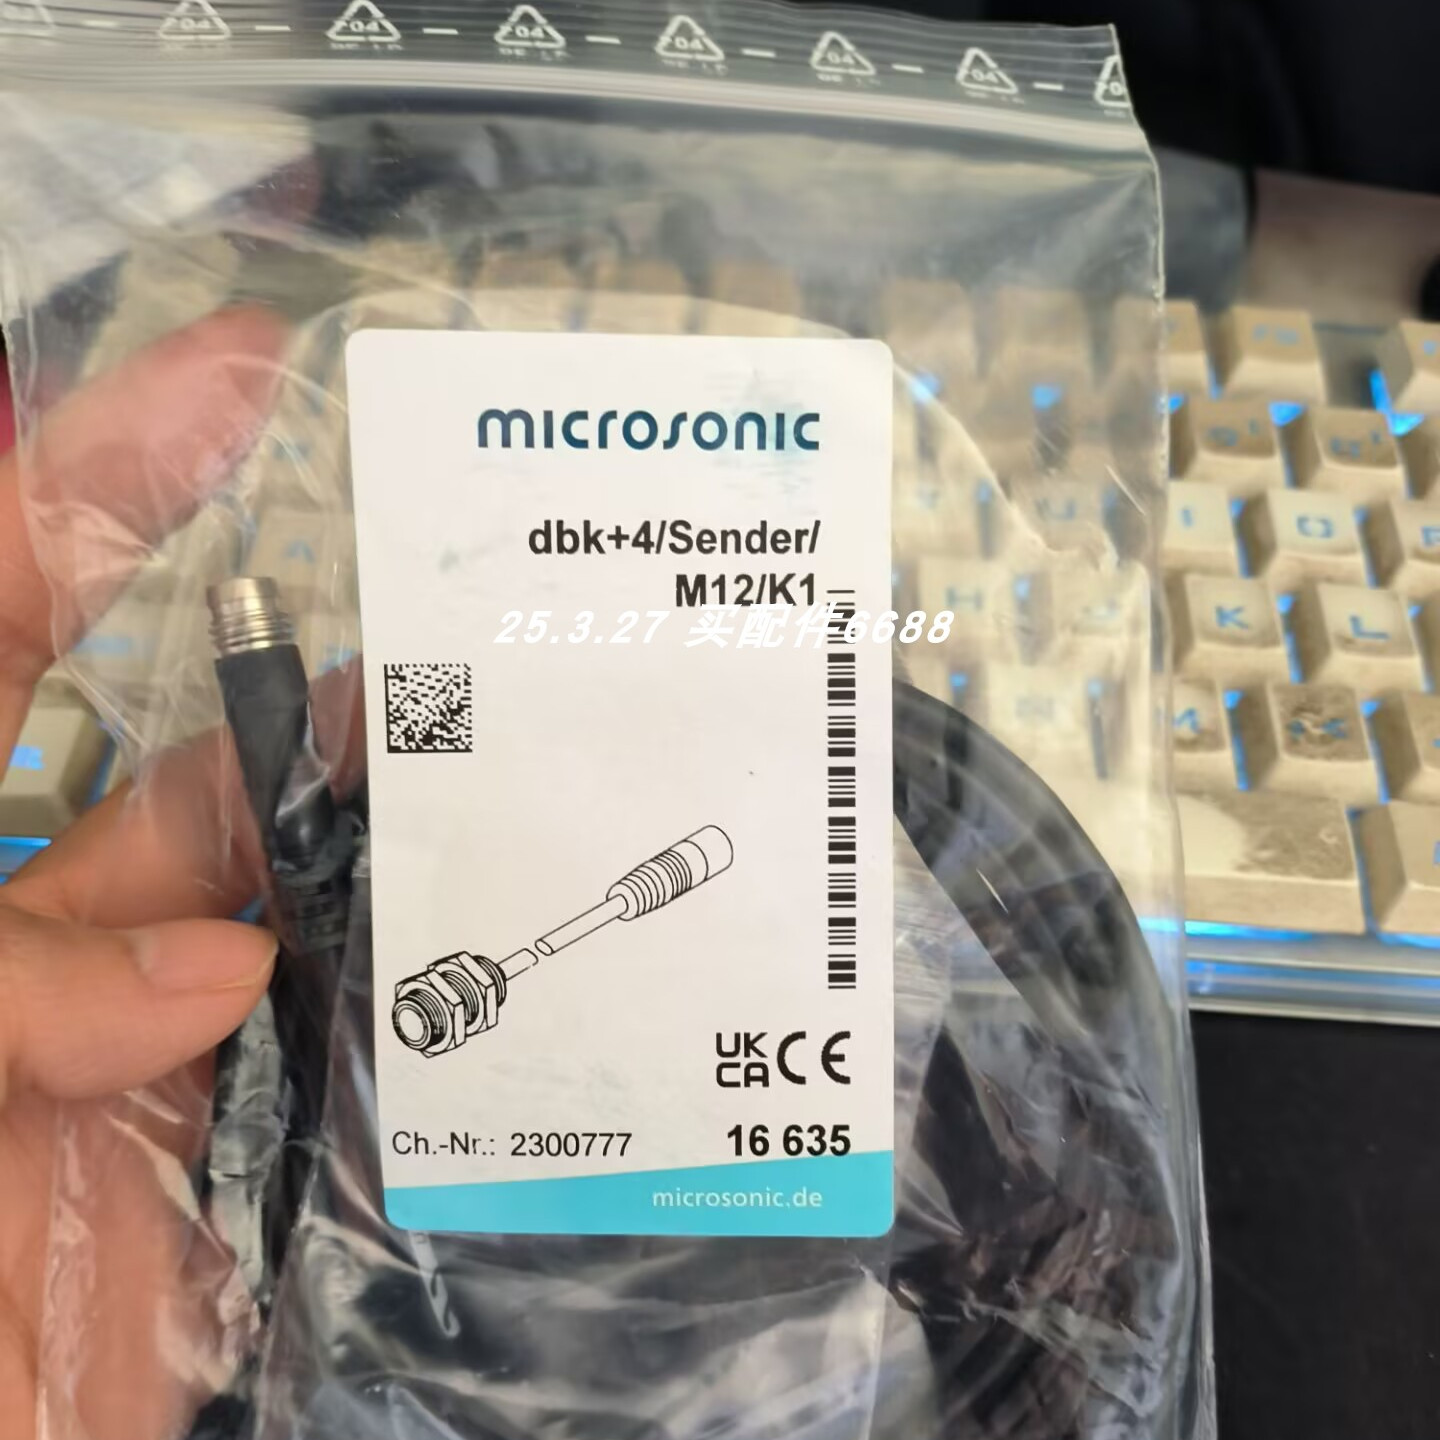 microsonic
dbk+4/Sender/
M12/K1
25.3.27 买配件6688
UK
CA CE
Ch.-Nr.: 2300777 16 635
microsonic.de